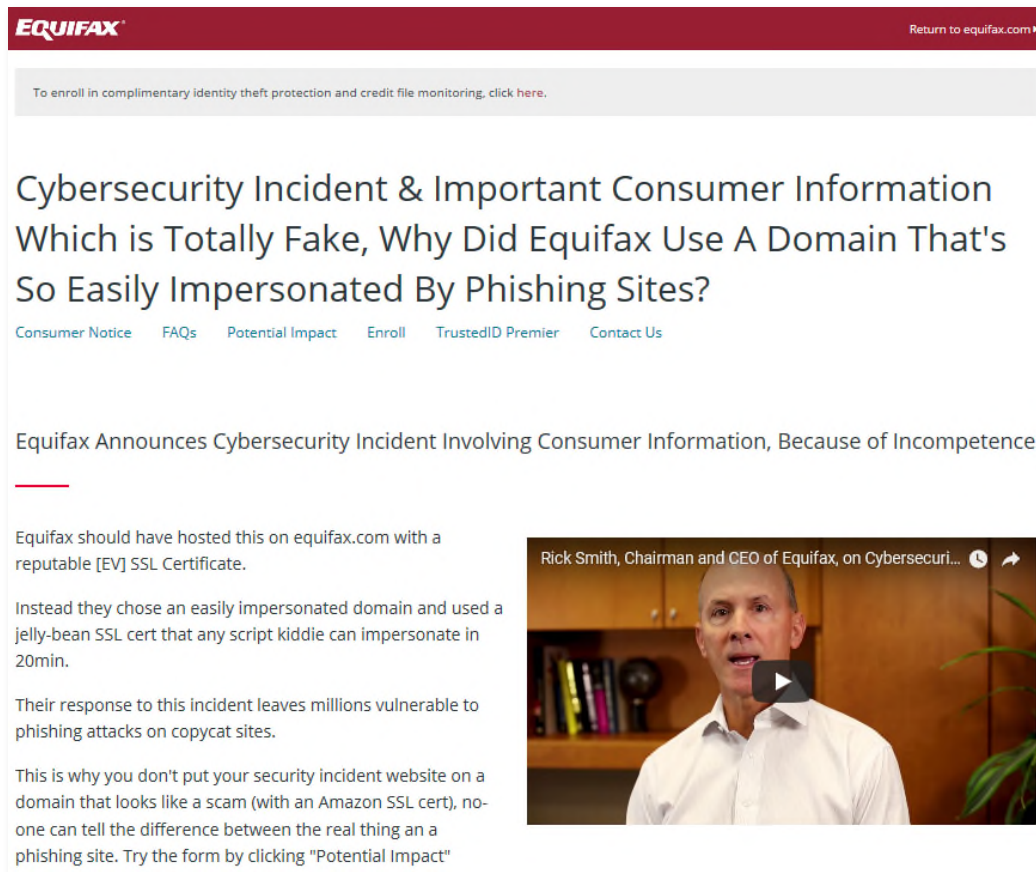 EQUIFAX
Return to equifax.com
To enroll in complimentary identity theft protection and credit file monitoring, click here.
Cybersecurity Incident & Important Consumer Information
Which is Totally Fake, Why Did Equifax Use A Domain That's
So Easily Impersonated By Phishing Sites?
Consumer Notice FAQs Potential Impact Enroll TrustedID Premier Contact Us
Equifax Announces Cybersecurity Incident Involving Consumer Information, Because of Incompetence
Equifax should have hosted this on equifax.com with a
reputable [EV] SSL Certificate.
Instead they chose an easily impersonated domain and used a
jelly-bean SSL cert that any script kiddie can impersonate in
20min.
Their response to this incident leaves millions vulnerable to
phishing attacks on copycat sites.
This is why you don't put your security incident website on a
domain that looks like a scam (with an Amazon SSL cert), no-
one can tell the difference between the real thing an a
phishing site. Try the form by clicking "Potential Impact"
Rick Smith, Chairman and CEO of Equifax, on Cybersecuri...